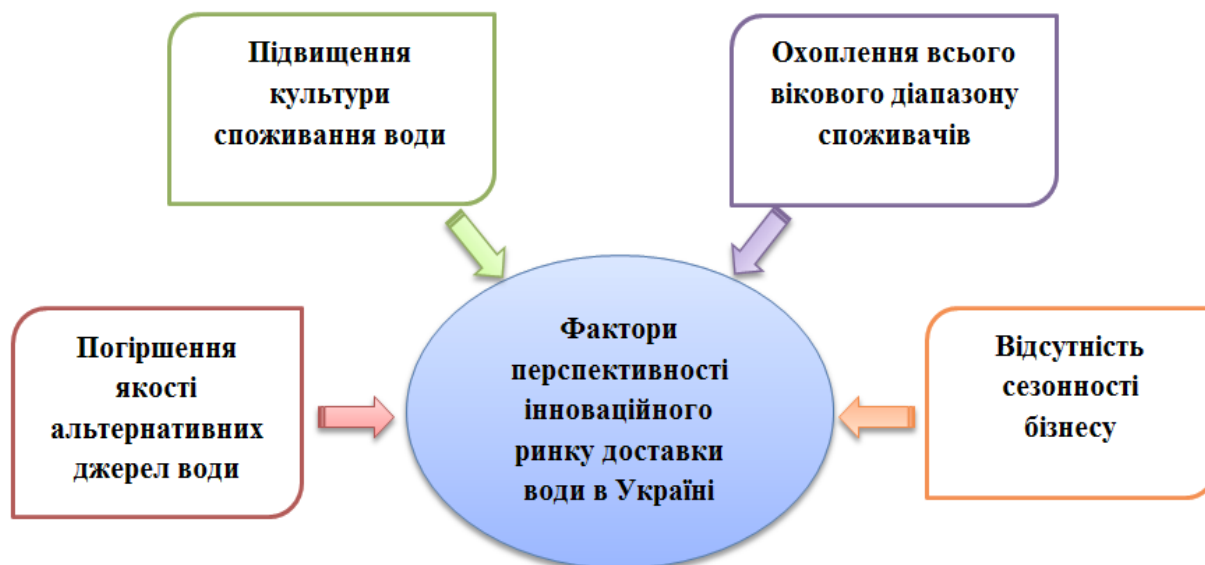 Підвищення
культури
споживання води
Охоплення всього
вікового діапазону
споживачів
Погіршення
якості
альтернативних
джерел води
Фактори
перспективності
інноваційного
ринку доставки
води в Україні
Відсутність
сезонності
бізнесу